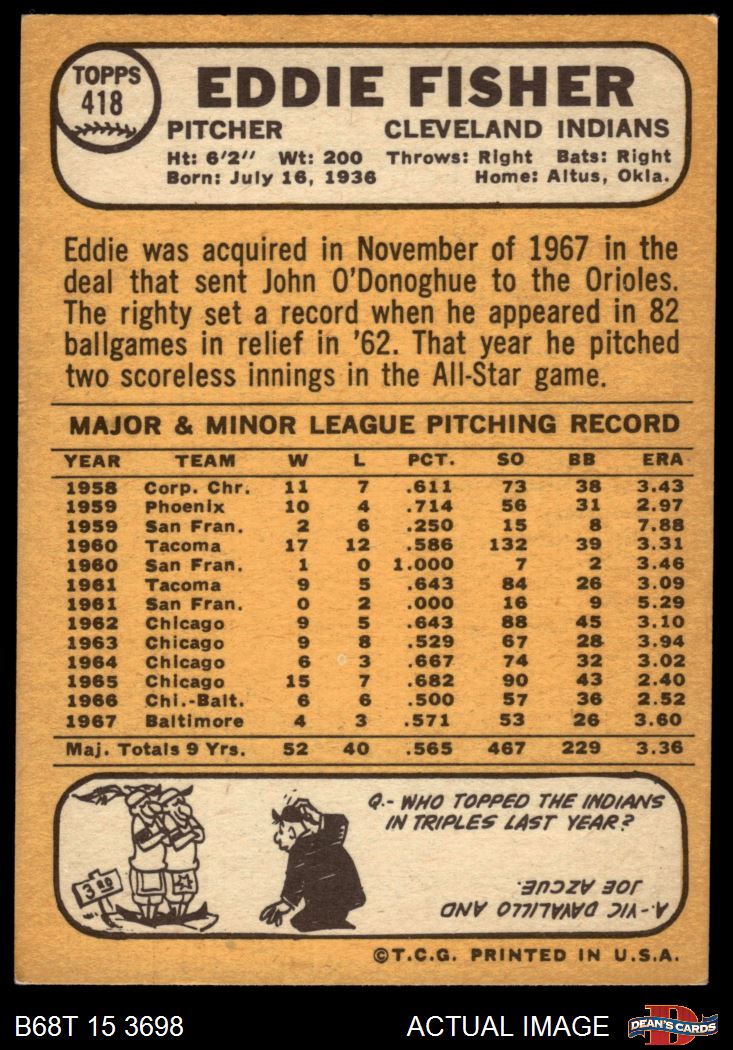 TOPPS
418
EDDIE FISHER
PITCHER CLEVELAND INDIANS
Ht: 6'2" Wt: 200 Throws: Right Bats: Right
Born: July 16, 1936 Home: Altus, Okla.
Eddie was acquired in November of 1967 in the
deal that sent John O'Donoghue to the Orioles.
The righty set a record when he appeared in 82
ballgames in relief in '62. That year he pitched
two scoreless innings in the All-Star game.
MAJOR & MINOR LEAGUE PITCHING RECORD
YEAR TEAM W L PCT. SO BB ERA
1958 Corp. Chr. 11 7 .611 73 38 3.43
1959 Phoenix 10 4 .714 56 31 2.97
1959 San Fran. 2 6 .250 15 8 7.88
1960 Tacoma 17 12 .586 132 39 3.31
1960 San Fran. 1 0 1.000 7 2 3.46
1961 Tacoma 9 5 .643 84 26 3.09
1961 San Fran. 0 2 .000 16 9 5.29
1962 Chicago 9 5 .643 88 45 3.10
1963 Chicago 9 8 .529 67 28 3.94
1964 Chicago 6 3 .667 74 32 3.02
1965 Chicago 15 7 .682 90 43 2.40
1966 Chi.-Balt. 6 6 .500 57 36 2.52
1967 Baltimore 4 3 .571 53 26 3.60
Maj. Totals 9 Yrs. 52 40 .565 467 229 3.36
Q.- WHO TOPPED THE INDIANS
IN TRIPLES LAST YEAR?
A.- VIC DAVALILLO AND
JOE AZCUE.
3 RD
©T.C.G. PRINTED IN U.S.A.
B68T 15 3698 ACTUAL IMAGE
D
DEAN'S CARDS